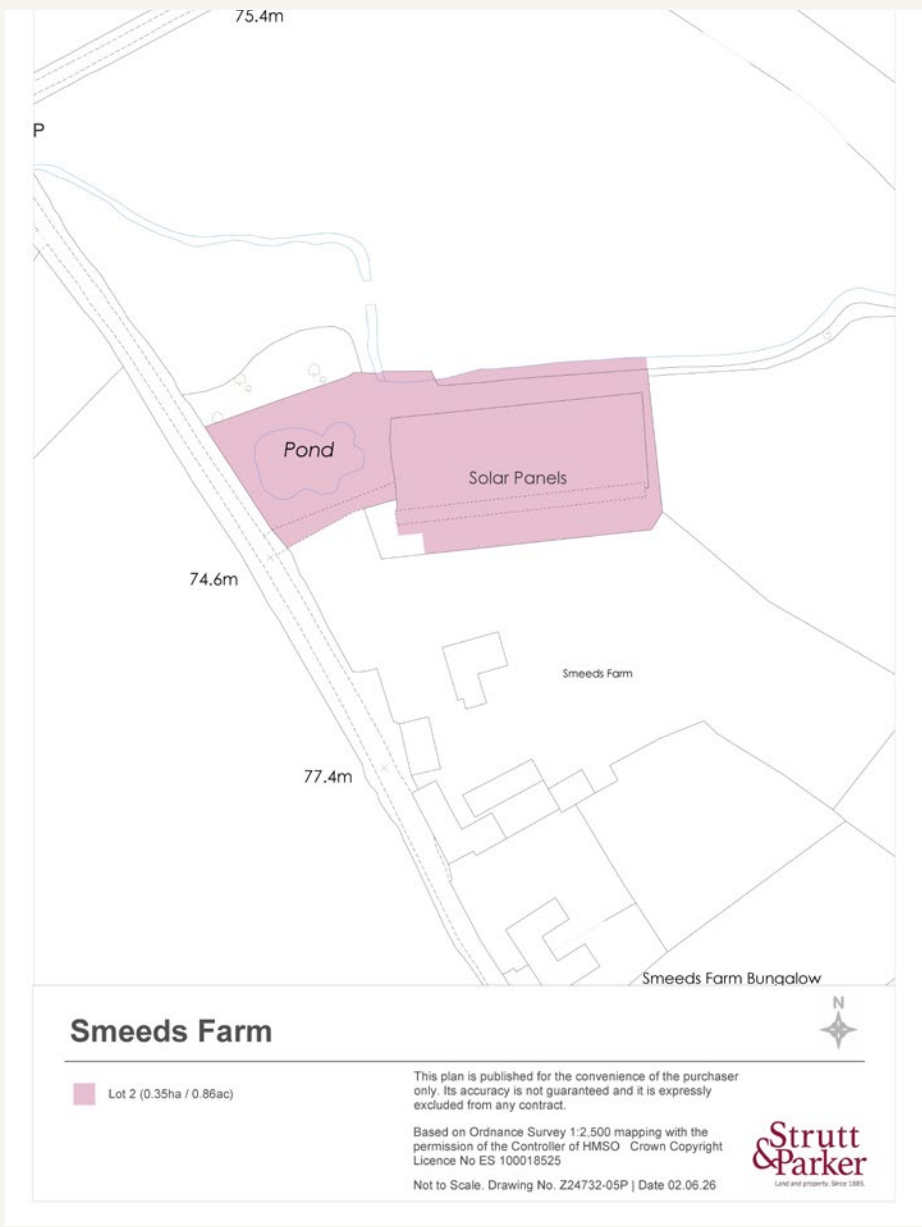 75.4m
P
Pond
Solar Panels
74.6m
Smeeds Farm
77.4m
Smeeds Farm Bungalow
Smeeds Farm
N
Lot 2 (0.35ha / 0.86ac)
This plan is published for the convenience of the purchaser
only. Its accuracy is not guaranteed and it is expressly
excluded from any contract.
Based on Ordnance Survey 1:2,500 mapping with the
permission of the Controller of HMSO Crown Copyright
Licence No ES 100018525
Not to Scale. Drawing No. Z24732-05P | Date 02.06.26
Strutt
&Parker
Land and property. Since 1885.